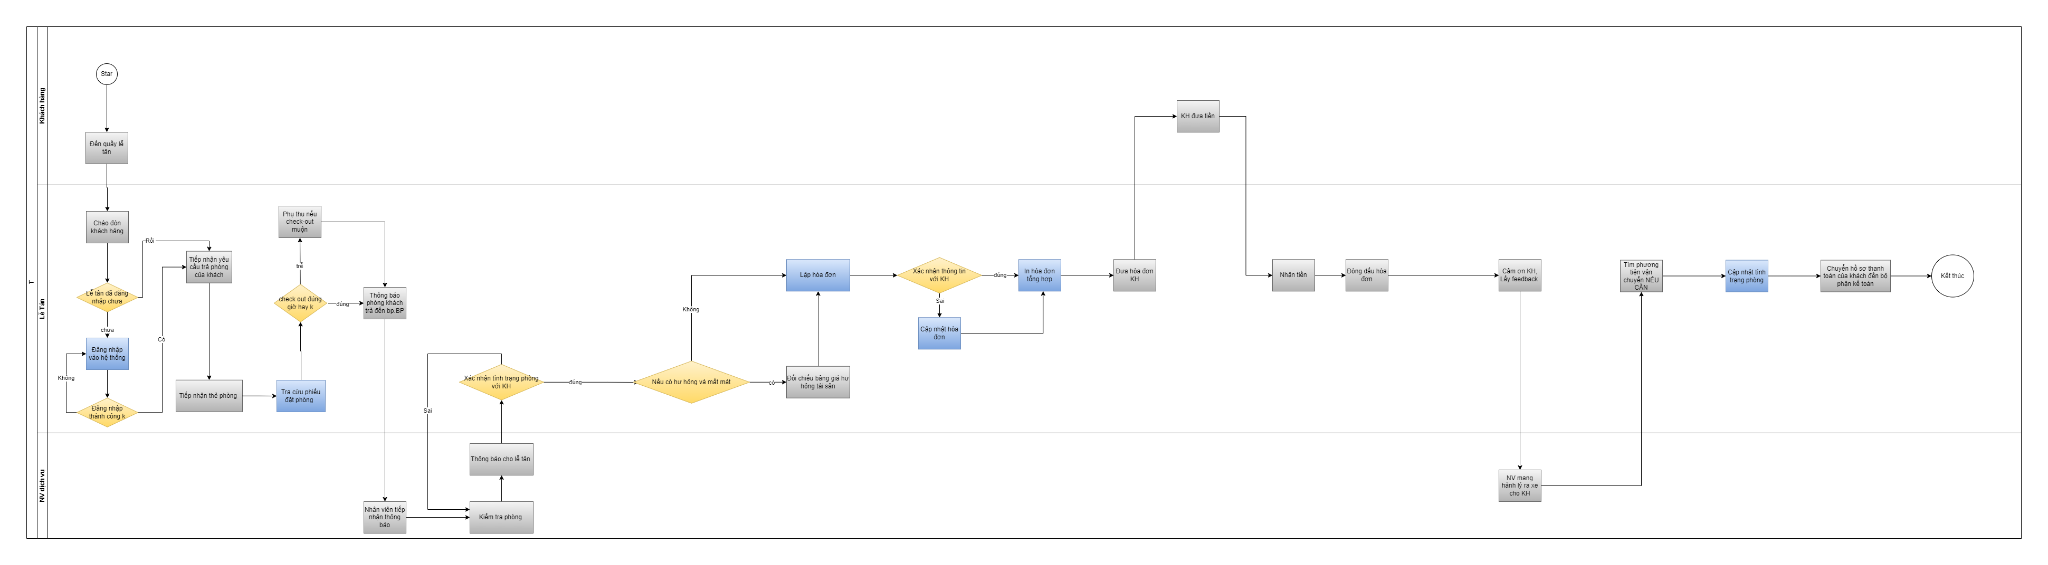 Star
Khách hàng
Đến quầy lễ
tân
T
Lễ Tân
Chào đón
khách hàng
Rồi
Lễ tân đã đăng
nhập chưa
chưa
Đăng nhập
vào hệ thống
Không
Đăng nhập
thành công k
Có
Tiếp nhận yêu
cầu trả phòng
của khách
Tiếp nhận thẻ phòng
Tra cứu phiếu
đặt phòng
check out đúng
giờ hay k
trễ
Phụ thu nếu
check-out
muộn
đúng
Thông báo
phòng khách
trả đến bp.BP
NV dịch vụ
Nhân viên tiếp
nhận thông
báo
Kiểm tra phòng
Thông báo cho lễ tân
Sai
Xác nhận tình trạng phòng
với KH
đúng
Nếu có hư hỏng và mất mát
Không
có
Đối chiếu bảng giá hư
hỏng tài sản
Lập hóa đơn
Xác nhận thông tin
với KH
Sai
Cập nhật hóa
đơn
đúng
In hóa đơn
tổng hợp
Đưa hóa đơn
KH
KH đưa tiền
Nhận tiền
Đóng dấu hóa
đơn
Cảm ơn KH,
Lấy feedback
NV mang
hành lý ra xe
cho KH
Tìm phương
tiện vận
chuyển NẾU
CẦN
Cập nhật tình
trạng phòng
Chuyển hồ sơ thanh
toán của khách đến bộ
phận kế toán
Kết thúc